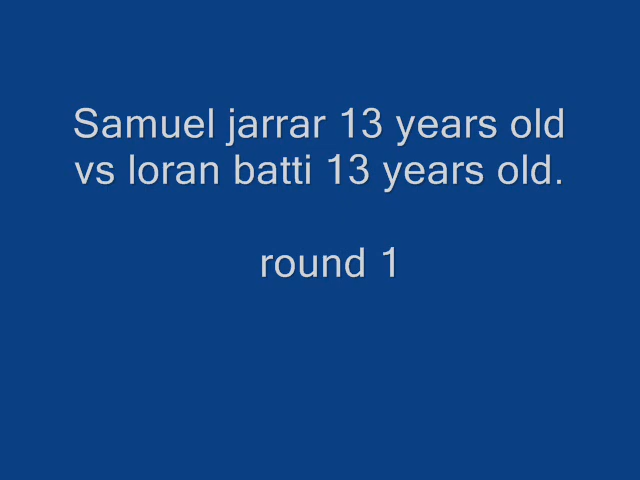 Samuel jarrar 13 years old
vs loran batti 13 years old.
round 1